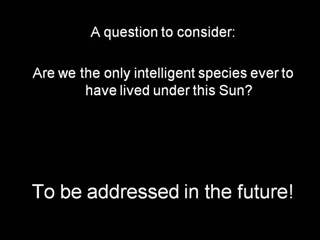 A question to consider:
Are we the only intelligent species ever to
have lived under this Sun?
To be addressed in the future!